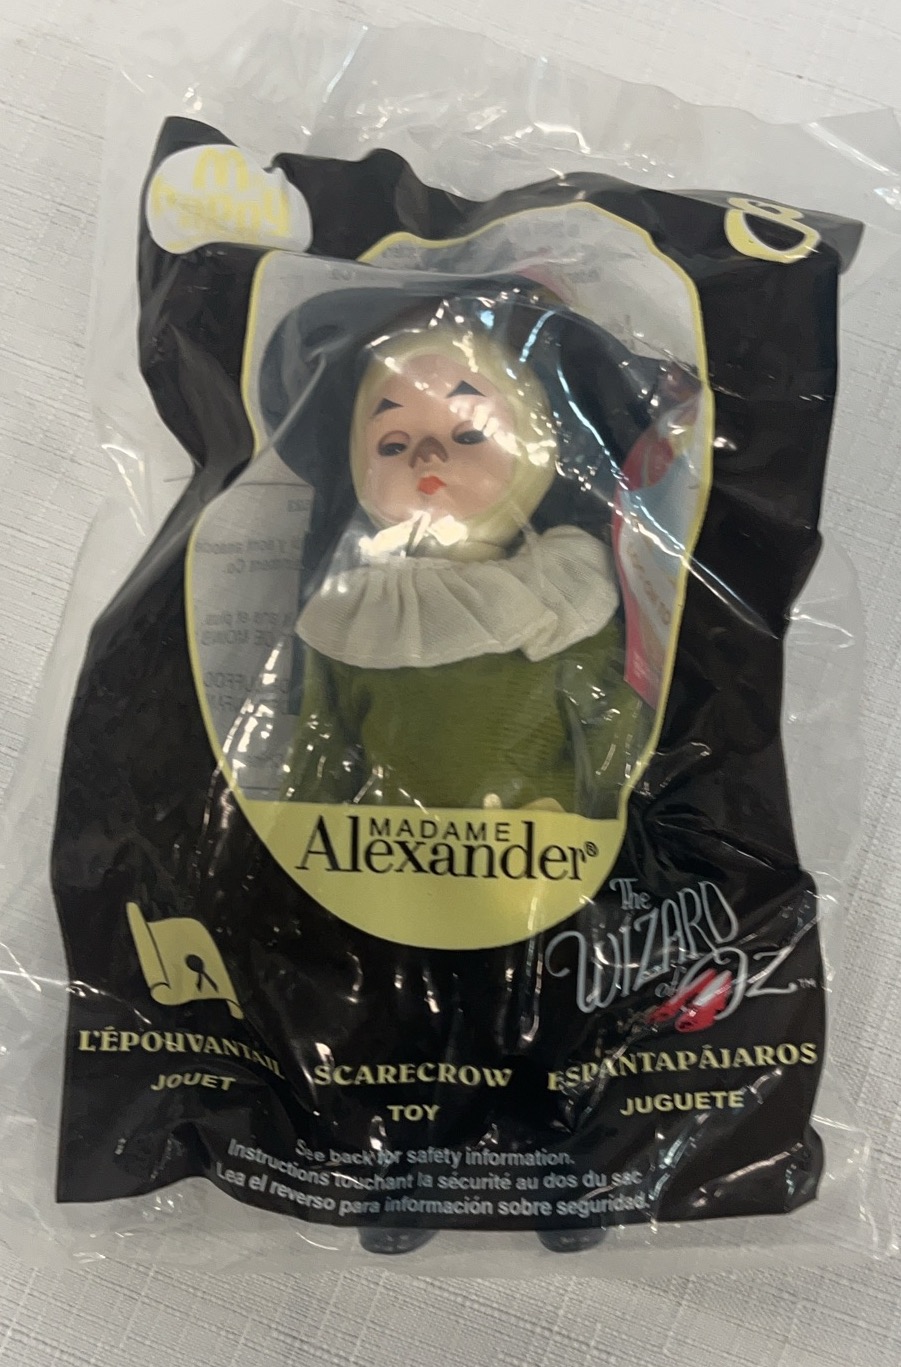 8
MADAME
Alexander®
The
WIZARD
of OZ™
L'ÉPOUVANTAIL
JOUET
SCARECROW
TOY
ESPANTAPÁJAROS
JUGUETE
See back for safety information.
Instructions touchant la sécurité au dos du sac
Lea el reverso para información sobre seguridad.